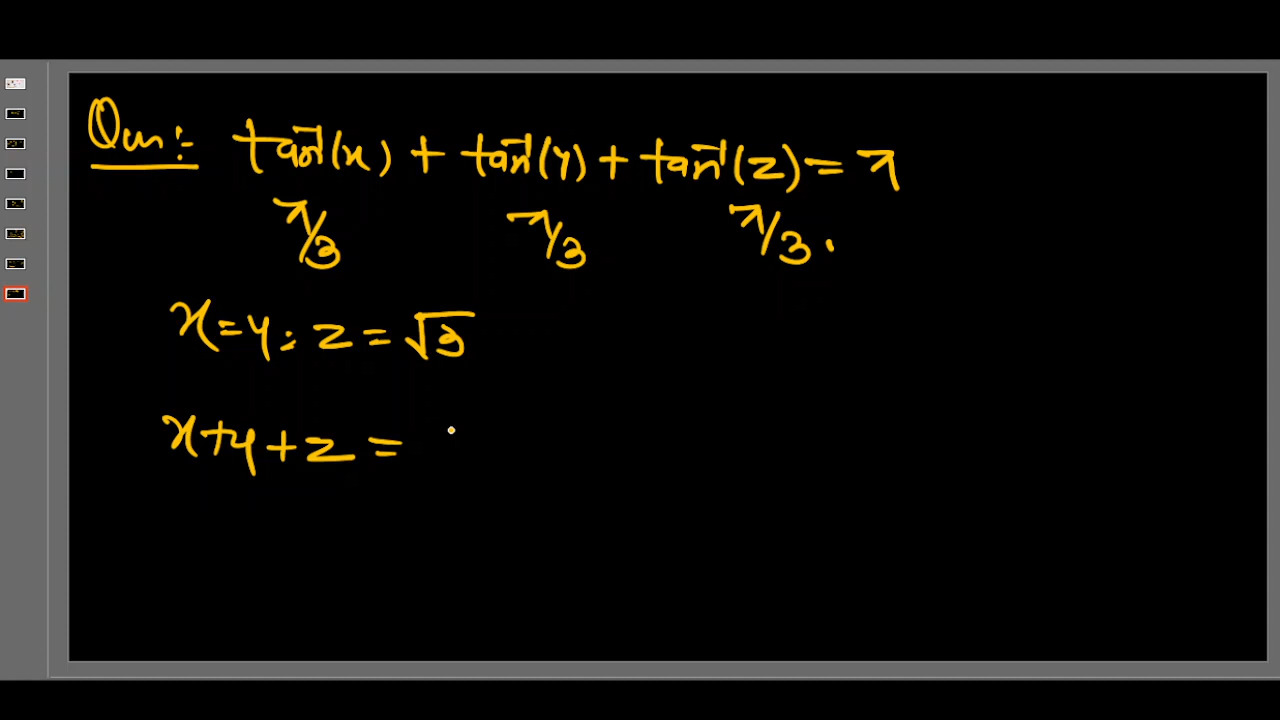 Qun:- tan⁻¹(x) + tan⁻¹(y) + tan⁻¹(z) = π
π/3 π/3 π/3.
x = y = z = √3
x+y+z =